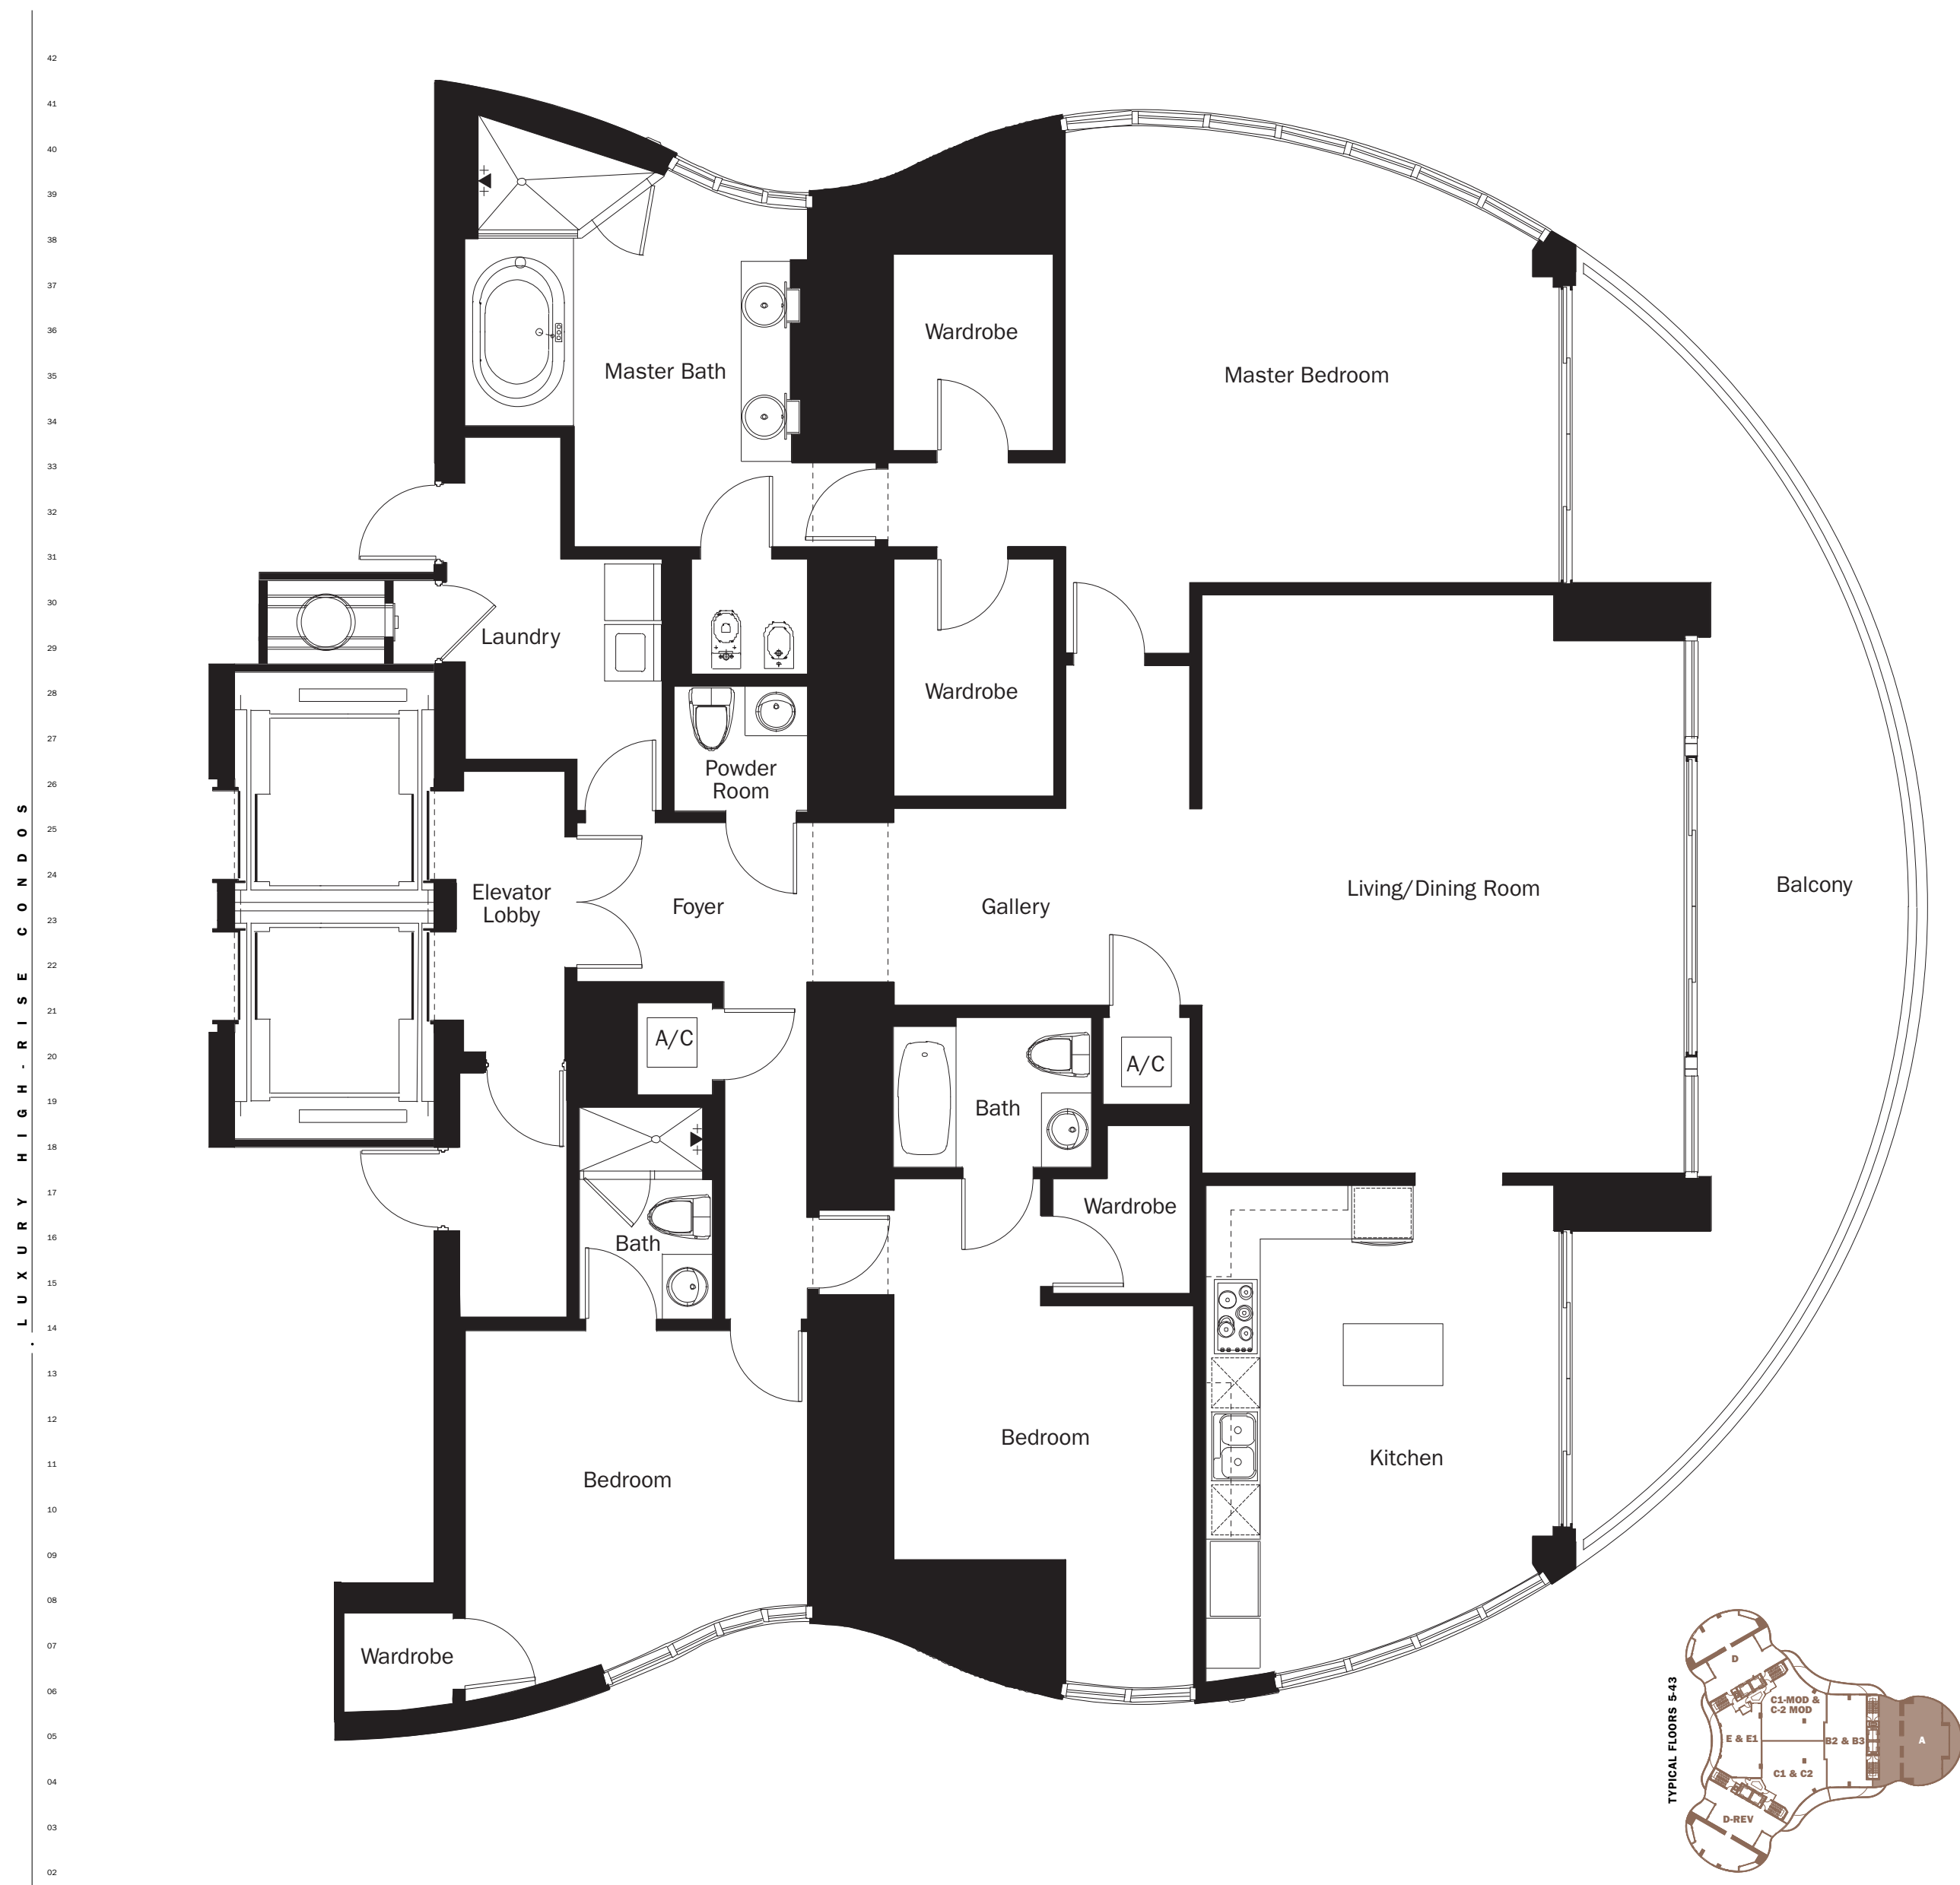 42
41
40
39
38
37
36
35
34
33
32
31
30
29
28
27
26
25
24
23
22
21
20
19
18
17
16
15
14
13
12
11
10
09
08
07
06
05
04
03
02
. LUXURY HIGH-RISE CONDOS
Wardrobe
Master Bath
Master Bedroom
Laundry
Wardrobe
Powder
Room
Elevator
Lobby
Foyer
Gallery
Living/Dining Room
Balcony
A/C
A/C
Bath
Wardrobe
Bath
Bedroom
Bedroom
Kitchen
Wardrobe
TYPICAL FLOORS 5-43
D
C1-MOD &
C-2 MOD
E & E1
B2 & B3
A
C1 & C2
D-REV